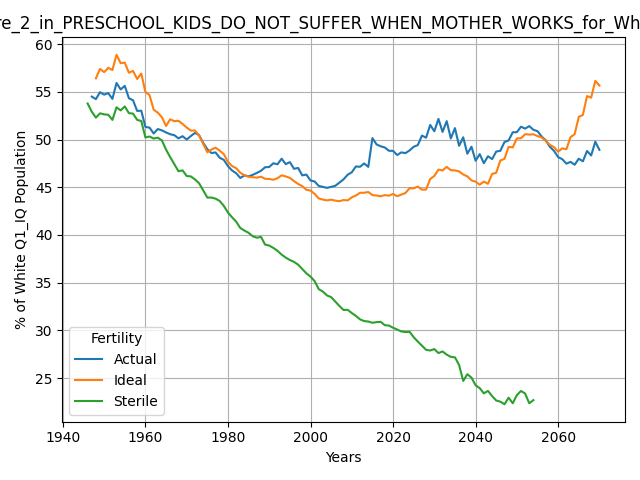 re_2_in_PRESCHOOL_KIDS_DO_NOT_SUFFER_WHEN_MOTHER_WORKS_for_Wh
60
55
50
45
40
35
30
25
% of White Q1_IQ Population
Fertility
Actual
Ideal
Sterile
1940
1960
1980
2000
2020
2040
2060
Years